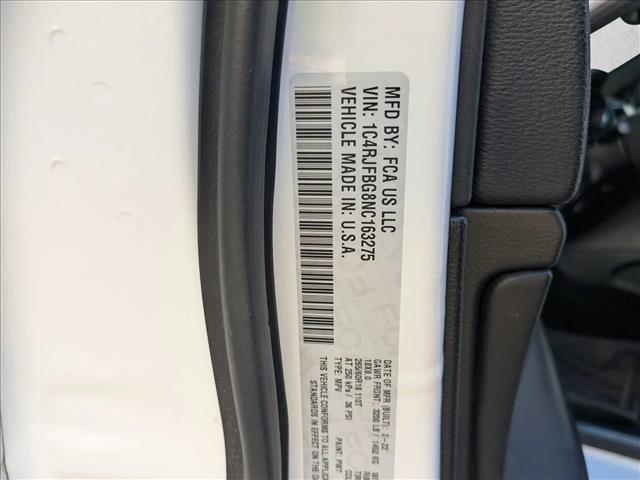 MFD BY: FCA US LLC
VIN: 1C4RJFBG8NC163275
VEHICLE MADE IN: U.S.A.
DATE OF MFR (BUILT): 2-22
GAWR FRONT: 3200 LB / 1452 KG
18X8.0
265/60R18 110T
AT 250 kPa / 36 PSI
THIS VEHICLE CONFORMS TO ALL APPLICABLE
STANDARDS IN EFFECT ON THE DATE
TYPE: MPV PAINT: PW7